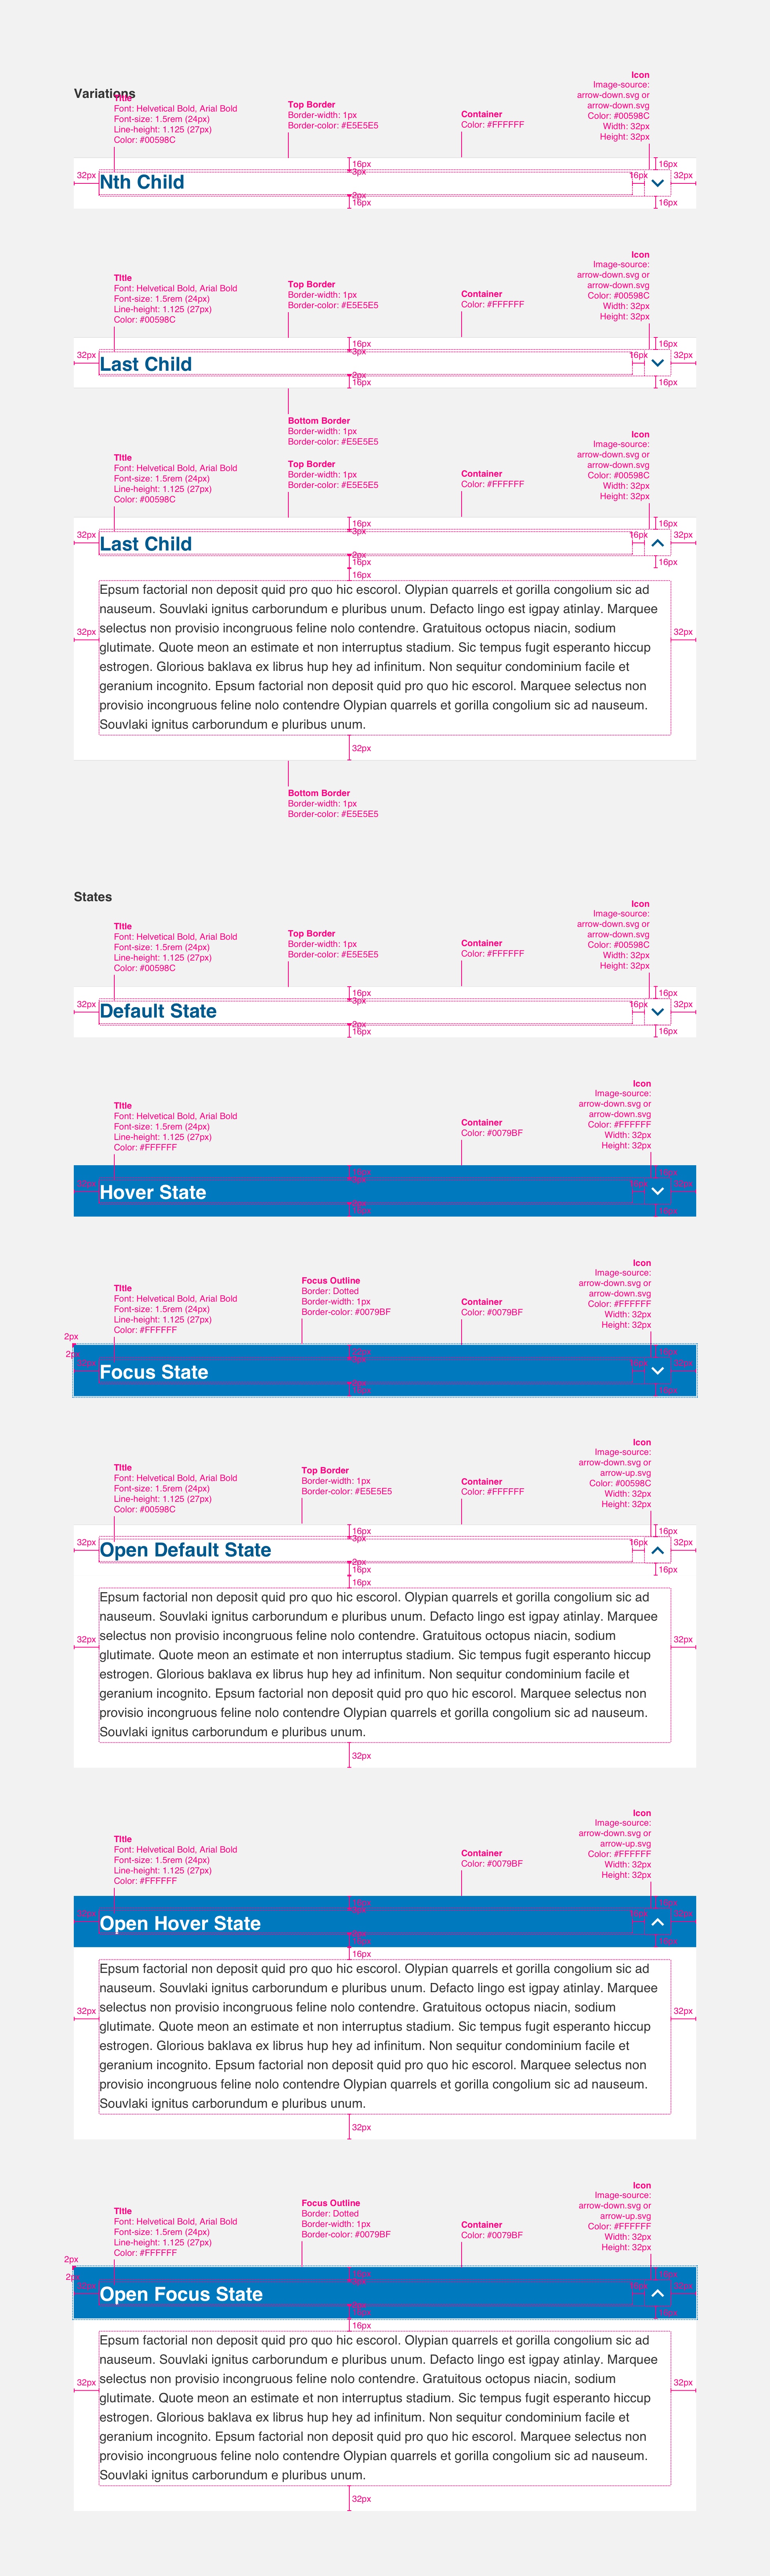 Variations
TItle
Font: Helvetical Bold, Arial Bold
Font-size: 1.5rem (24px)
Line-height: 1.125 (27px)
Color: #00598C
Top Border
Border-width: 1px
Border-color: #E5E5E5
Container
Color: #FFFFFF
Icon
Image-source:
arrow-down.svg or
arrow-down.svg
Color: #00598C
Width: 32px
Height: 32px
32px
Nth Child
16px
3px
2px
16px
16px
16px
32px
16px
TItle
Font: Helvetical Bold, Arial Bold
Font-size: 1.5rem (24px)
Line-height: 1.125 (27px)
Color: #00598C
Top Border
Border-width: 1px
Border-color: #E5E5E5
Container
Color: #FFFFFF
Icon
Image-source:
arrow-down.svg or
arrow-down.svg
Color: #00598C
Width: 32px
Height: 32px
32px
Last Child
16px
3px
2px
16px
16px
16px
32px
16px
Bottom Border
Border-width: 1px
Border-color: #E5E5E5
TItle
Font: Helvetical Bold, Arial Bold
Font-size: 1.5rem (24px)
Line-height: 1.125 (27px)
Color: #00598C
Top Border
Border-width: 1px
Border-color: #E5E5E5
Container
Color: #FFFFFF
Icon
Image-source:
arrow-down.svg or
arrow-down.svg
Color: #00598C
Width: 32px
Height: 32px
32px
Last Child
16px
3px
2px
16px
16px
16px
16px
32px
16px
Epsum factorial non deposit quid pro quo hic escorol. Olypian quarrels et gorilla congolium sic ad
nauseum. Souvlaki ignitus carborundum e pluribus unum. Defacto lingo est igpay atinlay. Marquee
selectus non provisio incongruous feline nolo contendre. Gratuitous octopus niacin, sodium
glutimate. Quote meon an estimate et non interruptus stadium. Sic tempus fugit esperanto hiccup
estrogen. Glorious baklava ex librus hup hey ad infinitum. Non sequitur condominium facile et
geranium incognito. Epsum factorial non deposit quid pro quo hic escorol. Marquee selectus non
provisio incongruous feline nolo contendre Olypian quarrels et gorilla congolium sic ad nauseum.
Souvlaki ignitus carborundum e pluribus unum.
32px
32px
32px
Bottom Border
Border-width: 1px
Border-color: #E5E5E5
States
TItle
Font: Helvetical Bold, Arial Bold
Font-size: 1.5rem (24px)
Line-height: 1.125 (27px)
Color: #00598C
Top Border
Border-width: 1px
Border-color: #E5E5E5
Container
Color: #FFFFFF
Icon
Image-source:
arrow-down.svg or
arrow-down.svg
Color: #00598C
Width: 32px
Height: 32px
32px
Default State
16px
3px
2px
16px
16px
16px
32px
16px
TItle
Font: Helvetical Bold, Arial Bold
Font-size: 1.5rem (24px)
Line-height: 1.125 (27px)
Color: #FFFFFF
Container
Color: #0079BF
Icon
Image-source:
arrow-down.svg or
arrow-down.svg
Color: #FFFFFF
Width: 32px
Height: 32px
32px
Hover State
16px
16px
16px
32px
16px
TItle
Font: Helvetical Bold, Arial Bold
Font-size: 1.5rem (24px)
Line-height: 1.125 (27px)
Color: #FFFFFF
Focus Outline
Border: Dotted
Border-width: 1px
Border-color: #0079BF
Container
Color: #0079BF
Icon
Image-source:
arrow-down.svg or
arrow-down.svg
Color: #FFFFFF
Width: 32px
Height: 32px
2px
2px
Focus State
16px
16px
32px
16px
TItle
Font: Helvetical Bold, Arial Bold
Font-size: 1.5rem (24px)
Line-height: 1.125 (27px)
Color: #00598C
Top Border
Border-width: 1px
Border-color: #E5E5E5
Container
Color: #FFFFFF
Icon
Image-source:
arrow-down.svg or
arrow-up.svg
Color: #00598C
Width: 32px
Height: 32px
32px
Open Default State
16px
3px
2px
16px
16px
16px
16px
32px
16px
Epsum factorial non deposit quid pro quo hic escorol. Olypian quarrels et gorilla congolium sic ad
nauseum. Souvlaki ignitus carborundum e pluribus unum. Defacto lingo est igpay atinlay. Marquee
selectus non provisio incongruous feline nolo contendre. Gratuitous octopus niacin, sodium
glutimate. Quote meon an estimate et non interruptus stadium. Sic tempus fugit esperanto hiccup
estrogen. Glorious baklava ex librus hup hey ad infinitum. Non sequitur condominium facile et
geranium incognito. Epsum factorial non deposit quid pro quo hic escorol. Marquee selectus non
provisio incongruous feline nolo contendre Olypian quarrels et gorilla congolium sic ad nauseum.
Souvlaki ignitus carborundum e pluribus unum.
32px
32px
32px
TItle
Font: Helvetical Bold, Arial Bold
Font-size: 1.5rem (24px)
Line-height: 1.125 (27px)
Color: #FFFFFF
Container
Color: #0079BF
Icon
Image-source:
arrow-down.svg or
arrow-up.svg
Color: #FFFFFF
Width: 32px
Height: 32px
32px
Open Hover State
16px
16px
16px
32px
16px
16px
Epsum factorial non deposit quid pro quo hic escorol. Olypian quarrels et gorilla congolium sic ad
nauseum. Souvlaki ignitus carborundum e pluribus unum. Defacto lingo est igpay atinlay. Marquee
selectus non provisio incongruous feline nolo contendre. Gratuitous octopus niacin, sodium
glutimate. Quote meon an estimate et non interruptus stadium. Sic tempus fugit esperanto hiccup
estrogen. Glorious baklava ex librus hup hey ad infinitum. Non sequitur condominium facile et
geranium incognito. Epsum factorial non deposit quid pro quo hic escorol. Marquee selectus non
provisio incongruous feline nolo contendre Olypian quarrels et gorilla congolium sic ad nauseum.
Souvlaki ignitus carborundum e pluribus unum.
32px
32px
32px
TItle
Font: Helvetical Bold, Arial Bold
Font-size: 1.5rem (24px)
Line-height: 1.125 (27px)
Color: #FFFFFF
Focus Outline
Border: Dotted
Border-width: 1px
Border-color: #0079BF
Container
Color: #0079BF
Icon
Image-source:
arrow-down.svg or
arrow-up.svg
Color: #FFFFFF
Width: 32px
Height: 32px
2px
2px
Open Focus State
16px
16px
32px
16px
16px
Epsum factorial non deposit quid pro quo hic escorol. Olypian quarrels et gorilla congolium sic ad
nauseum. Souvlaki ignitus carborundum e pluribus unum. Defacto lingo est igpay atinlay. Marquee
selectus non provisio incongruous feline nolo contendre. Gratuitous octopus niacin, sodium
glutimate. Quote meon an estimate et non interruptus stadium. Sic tempus fugit esperanto hiccup
estrogen. Glorious baklava ex librus hup hey ad infinitum. Non sequitur condominium facile et
geranium incognito. Epsum factorial non deposit quid pro quo hic escorol. Marquee selectus non
provisio incongruous feline nolo contendre Olypian quarrels et gorilla congolium sic ad nauseum.
Souvlaki ignitus carborundum e pluribus unum.
32px
32px
32px